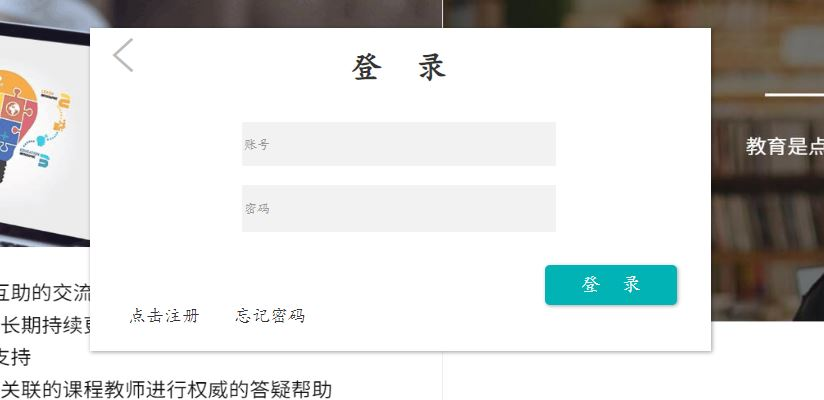 登 录
账号
密码
登 录
点击注册 忘记密码
教育是点
互助的交流
长期持续更
支持
关联的课程教师进行权威的答疑帮助